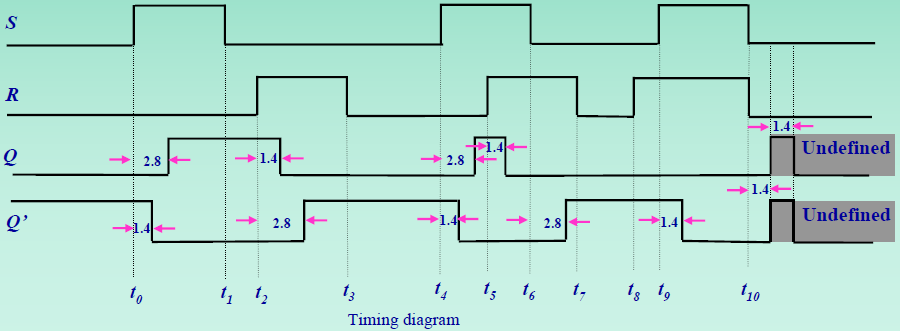 S
R
1.4
Q 2.8 1.4 2.8 1.4 Undefined
1.4
Q’ 1.4 2.8 1.4 2.8 1.4 Undefined
t0 t1 t2 t3 t4 t5 t6 t7 t8 t9 t10
Timing diagram